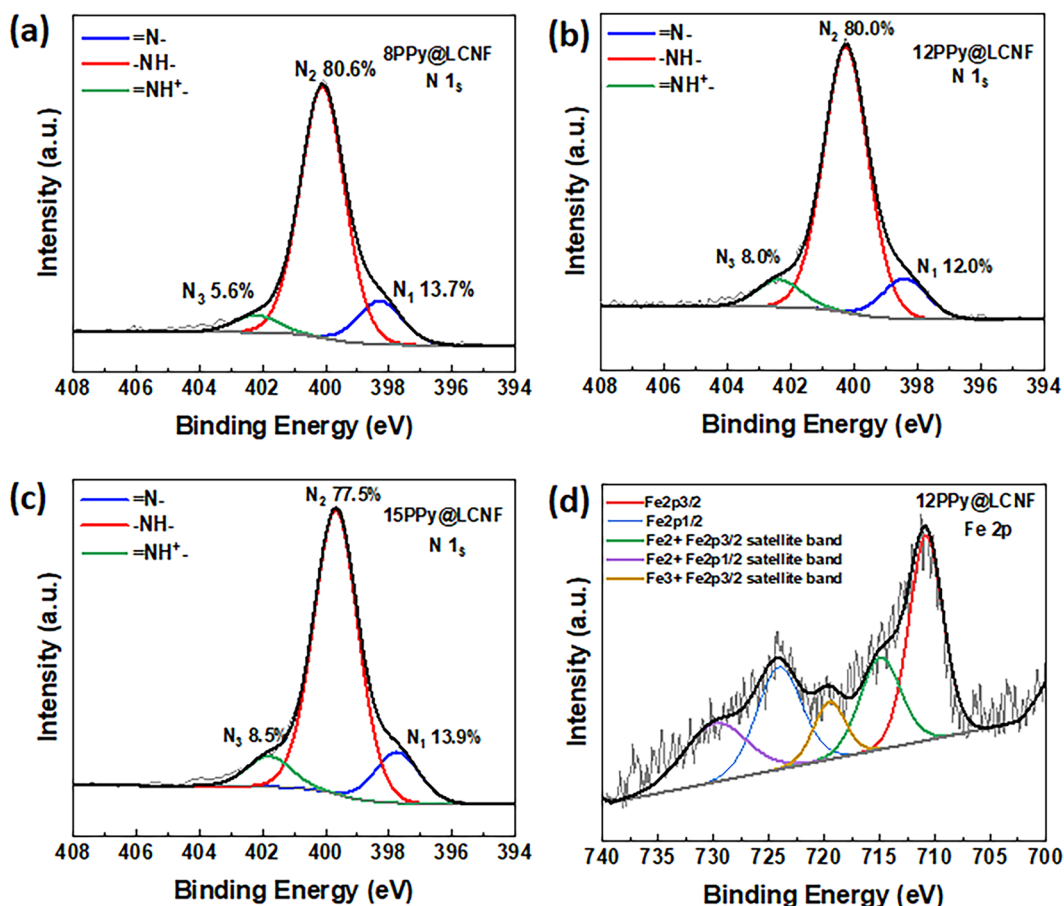 (a)
=N-
-NH-
=NH⁺-
8PPy@LCNF
N 1ₛ
N₂ 80.6%
N₃ 5.6%
N₁ 13.7%
Intensity (a.u.)
408 406 404 402 400 398 396 394
Binding Energy (eV)
(b)
=N-
-NH-
=NH⁺-
N₂ 80.0%
12PPy@LCNF
N 1ₛ
N₃ 8.0%
N₁ 12.0%
Intensity (a.u.)
408 406 404 402 400 398 396 394
Binding Energy (eV)
(c)
=N-
-NH-
=NH⁺-
N₂ 77.5%
15PPy@LCNF
N 1ₛ
N₃ 8.5%
N₁ 13.9%
Intensity (a.u.)
408 406 404 402 400 398 396 394
Binding Energy (eV)
(d)
Fe2p3/2
Fe2p1/2
Fe2+ Fe2p3/2 satellite band
Fe2+ Fe2p1/2 satellite band
Fe3+ Fe2p3/2 satellite band
12PPy@LCNF
Fe 2p
Intensity (a.u.)
740 735 730 725 720 715 710 705 700
Binding Energy (eV)